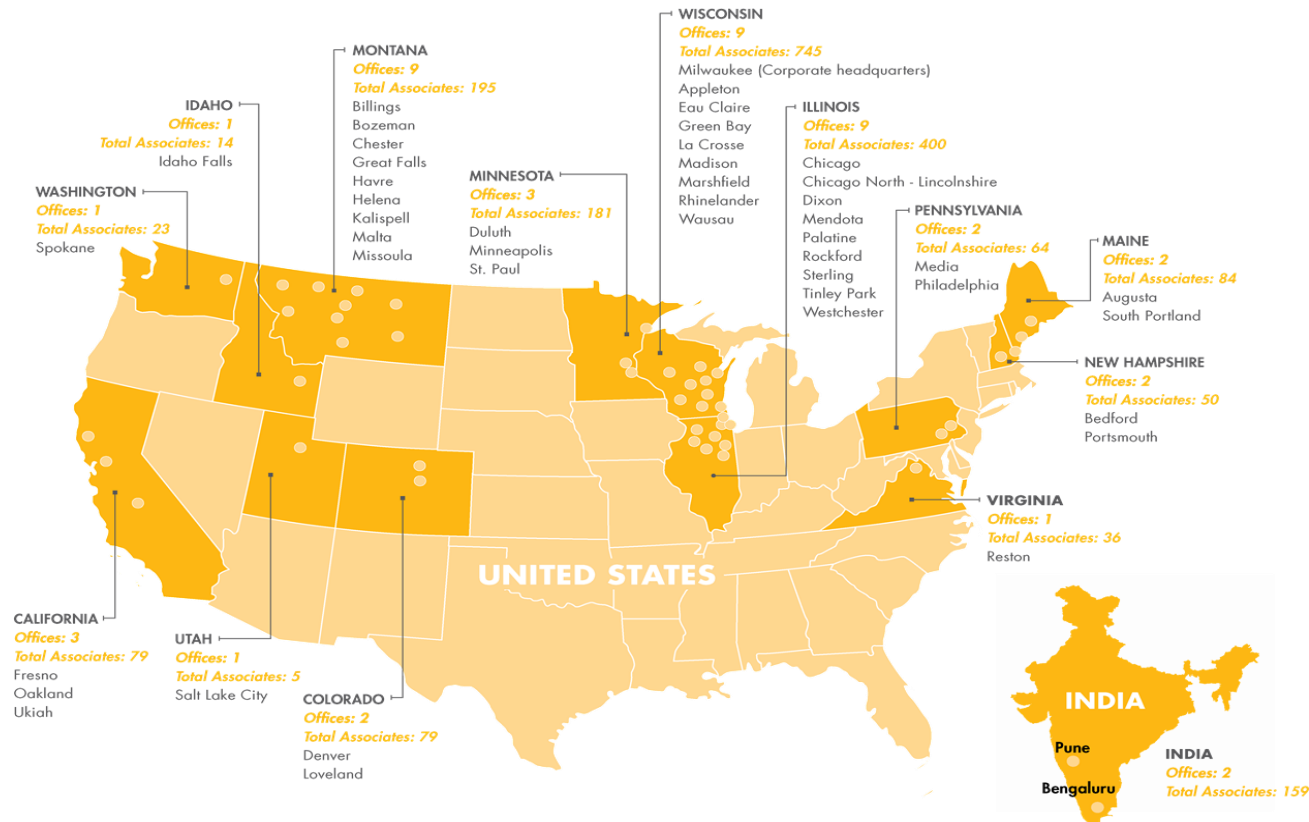 WISCONSIN
Offices: 9
Total Associates: 745
Milwaukee (Corporate headquarters)
Appleton
Eau Claire
Green Bay
La Crosse
Madison
Marshfield
Rhinelander
Wausau
MONTANA
Offices: 9
Total Associates: 195
Billings
Bozeman
Chester
Great Falls
Havre
Helena
Kalispell
Malta
Missoula
IDAHO
Offices: 1
Total Associates: 14
Idaho Falls
ILLINOIS
Offices: 9
Total Associates: 400
Chicago
Chicago North - Lincolnshire
Dixon
Mendota
Palatine
Rockford
Sterling
Tinley Park
Westchester
MINNESOTA
Offices: 3
Total Associates: 181
Duluth
Minneapolis
St. Paul
WASHINGTON
Offices: 1
Total Associates: 23
Spokane
PENNSYLVANIA
Offices: 2
Total Associates: 64
Media
Philadelphia
MAINE
Offices: 2
Total Associates: 84
Augusta
South Portland
NEW HAMPSHIRE
Offices: 2
Total Associates: 50
Bedford
Portsmouth
VIRGINIA
Offices: 1
Total Associates: 36
Reston
UNITED STATES
CALIFORNIA
Offices: 3
Total Associates: 79
Fresno
Oakland
Ukiah
UTAH
Offices: 1
Total Associates: 5
Salt Lake City
COLORADO
Offices: 2
Total Associates: 79
Denver
Loveland
INDIA
Pune
Bengaluru
INDIA
Offices: 2
Total Associates: 159